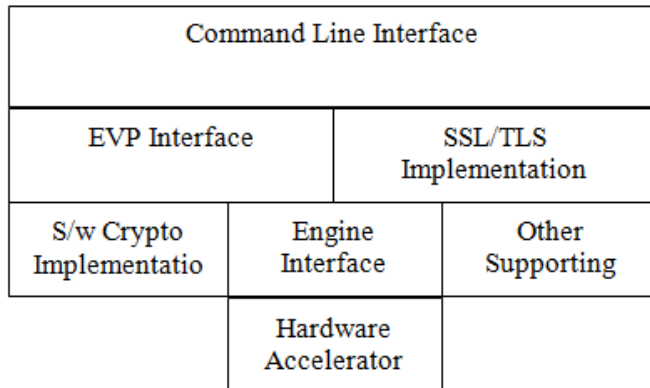 Command Line Interface
EVP Interface
SSL/TLS
Implementation
S/w Crypto
Implementatio
Engine
Interface
Other
Supporting
Hardware
Accelerator